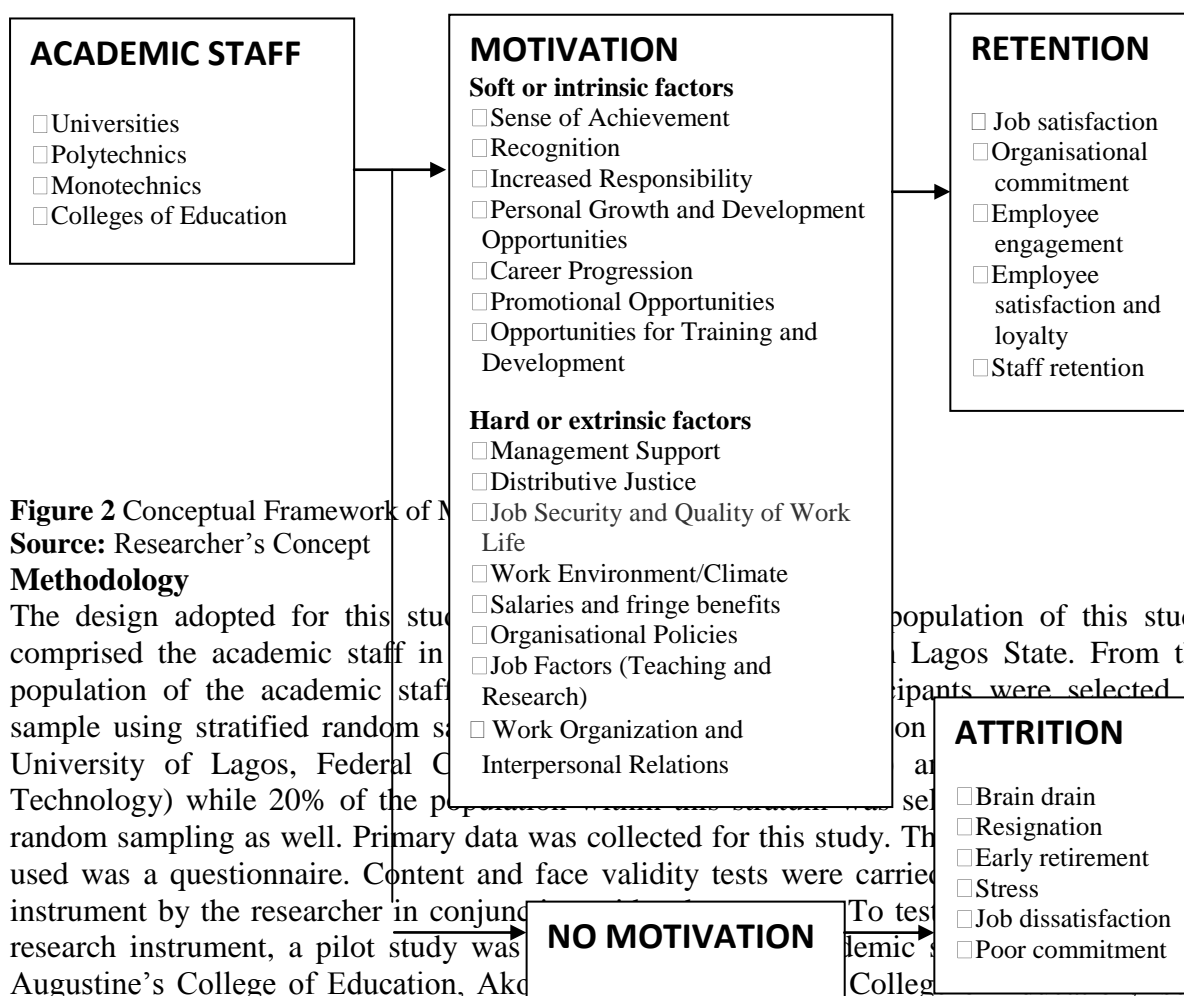 ACADEMIC STAFF
Universities
Polytechnics
Monotechnics
Colleges of Education
MOTIVATION
Soft or intrinsic factors
Sense of Achievement
Recognition
Increased Responsibility
Personal Growth and Development
Opportunities
Career Progression
Promotional Opportunities
Opportunities for Training and
Development
Hard or extrinsic factors
Management Support
Distributive Justice
Job Security and Quality of Work
Life
Work Environment/Climate
Salaries and fringe benefits
Organisational Policies
Job Factors (Teaching and
Research)
Work Organization and
Interpersonal Relations
RETENTION
Job satisfaction
Organisational
commitment
Employee
engagement
Employee
satisfaction and
loyalty
Staff retention
Figure 2 Conceptual Framework of
Source: Researcher's Concept
Methodology
The design adopted for this population of this
comprised the academic staff in Lagos State. From
population of the academic staff were selected
sample using stratified random on
University of Lagos, Federal
Technology) while 20% of the
random sampling as well. Primary data was collected for this study.
used was a questionnaire. Content and face validity tests were
instrument by the researcher in To
research instrument, a pilot study was
Augustine's College of Education,
ATTRITION
Brain drain
Resignation
Early retirement
Stress
Job dissatisfaction
Poor commitment
NO MOTIVATION